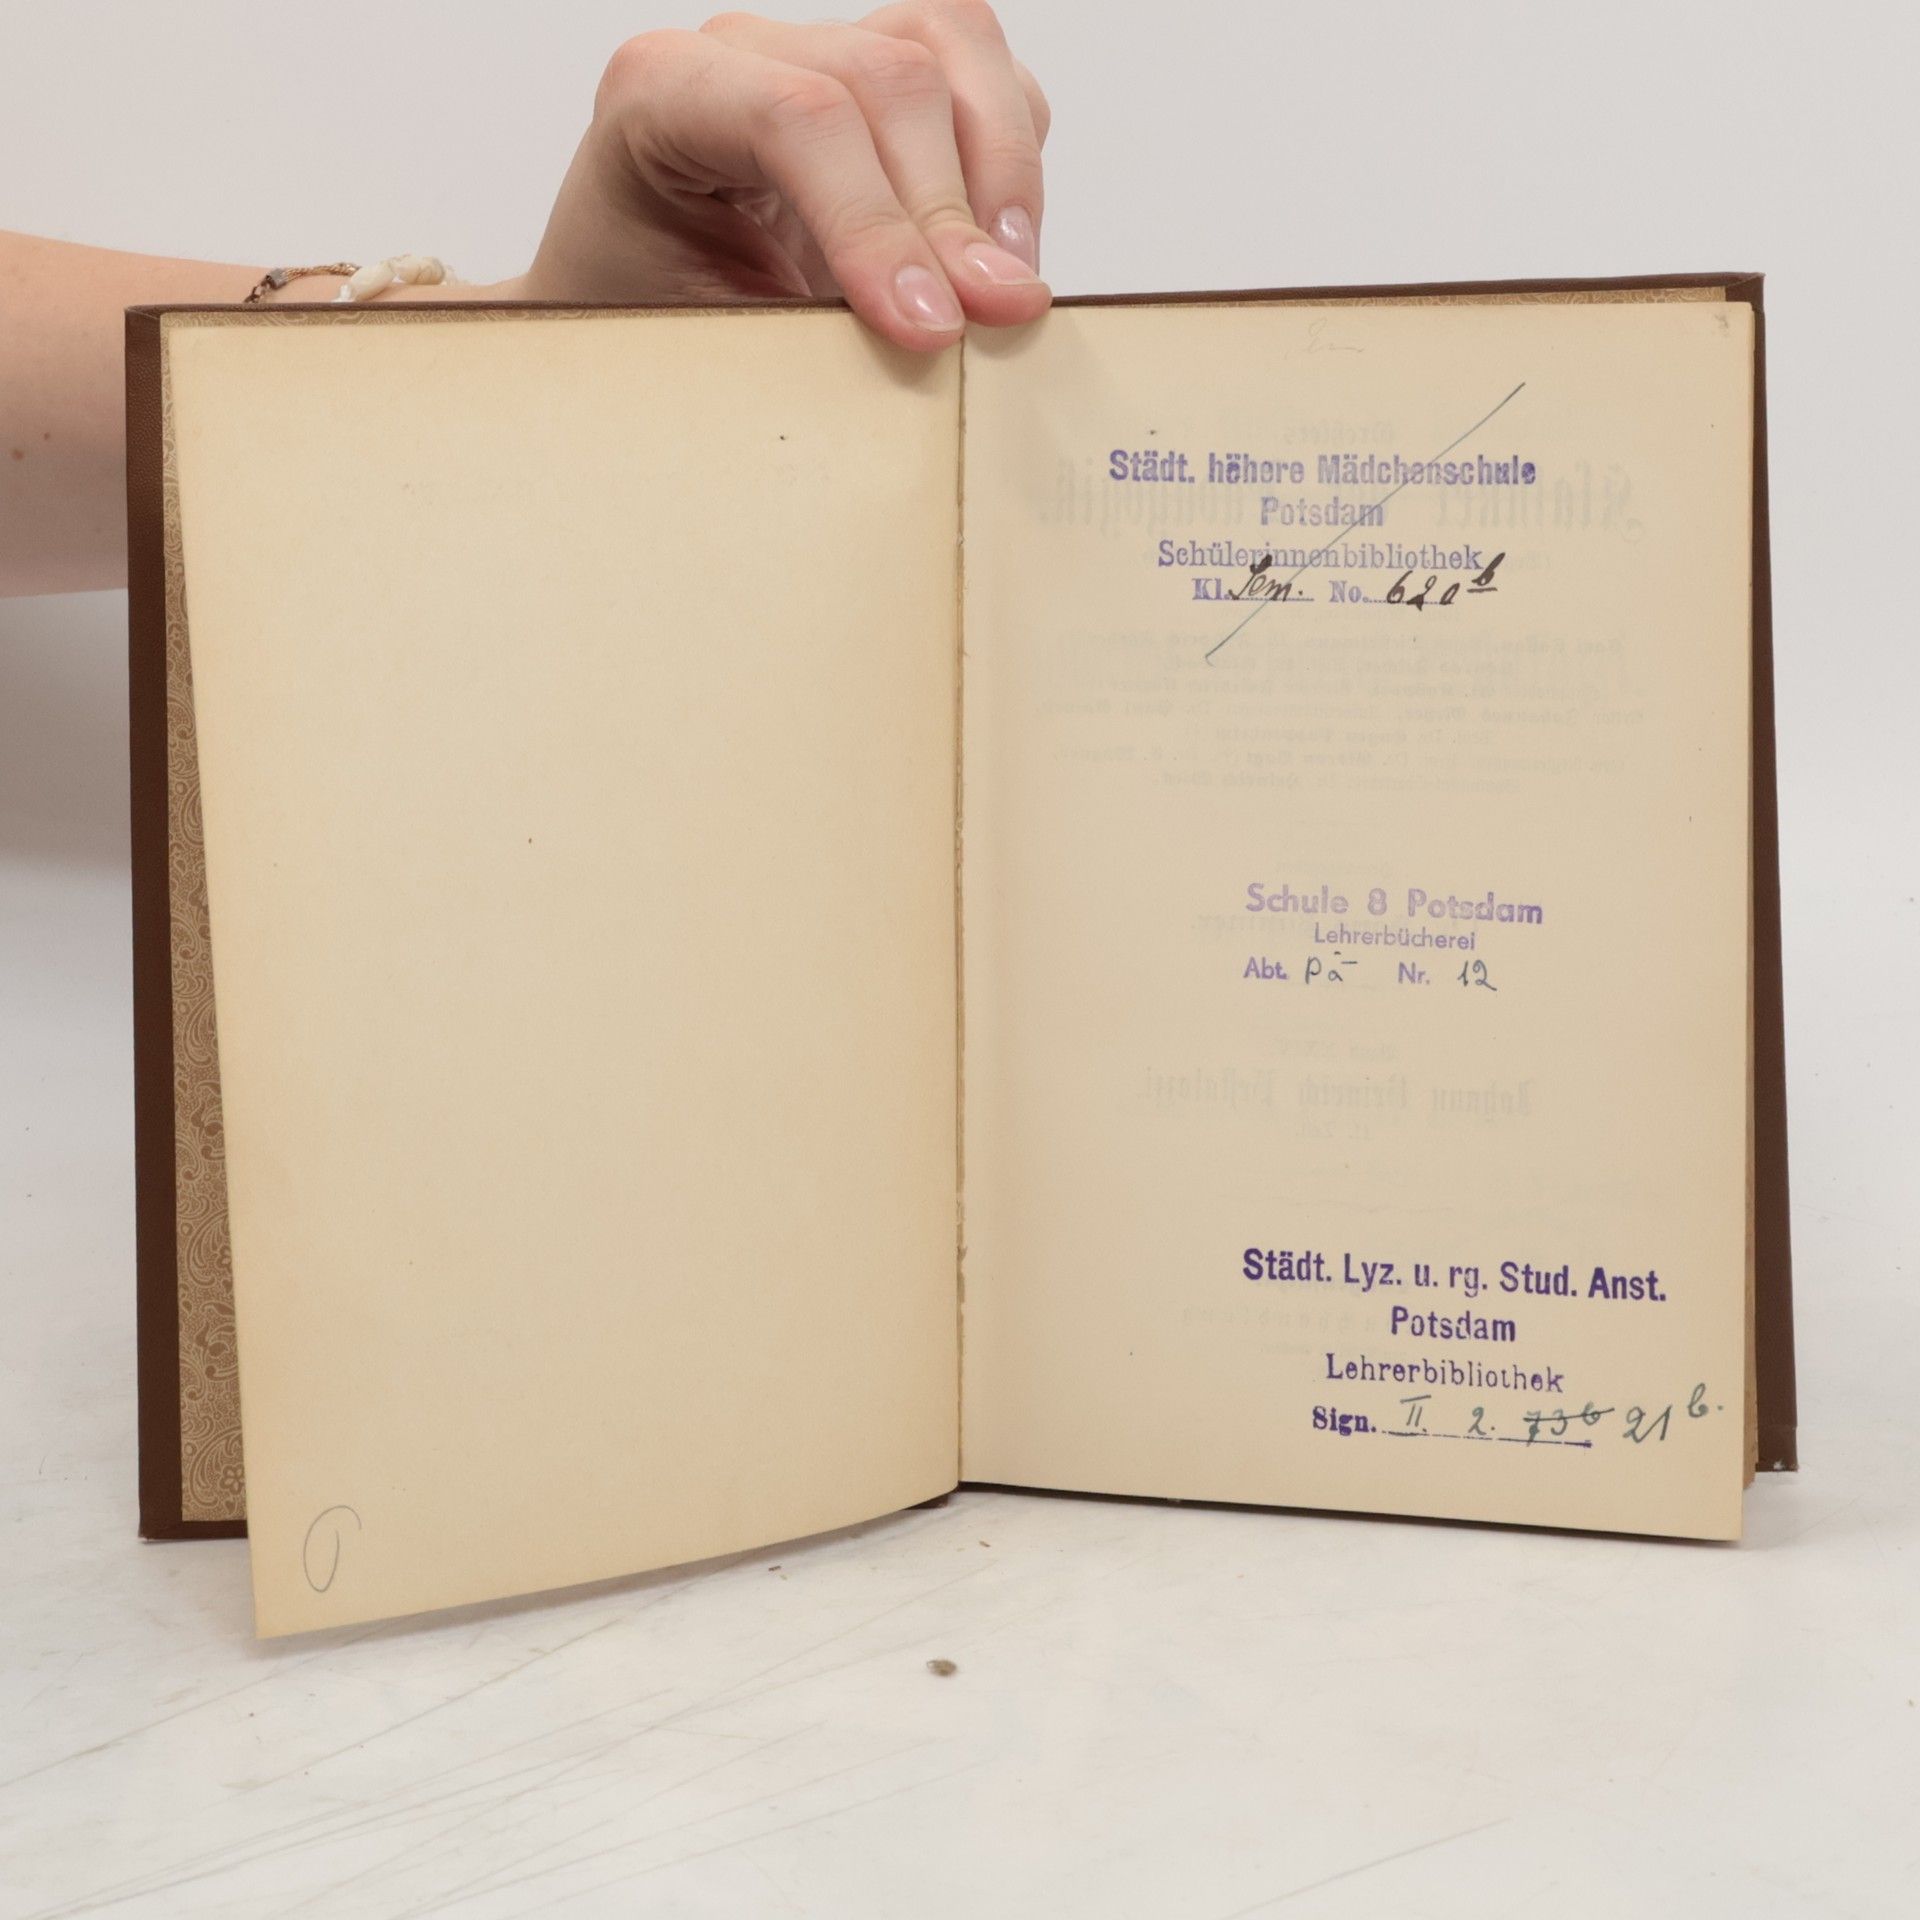 Städt. höhere Mädchenschule
Potsdam
Schülerinnenbibliothek
Kl. Sem. No. 620 b
Schule 8 Potsdam
Lehrerbücherei
Abt. Pä Nr. 12
Städt. Lyz. u. rg. Stud. Anst.
Potsdam
Lehrerbibliothek
Sign. II. 2. 73b 21 b.